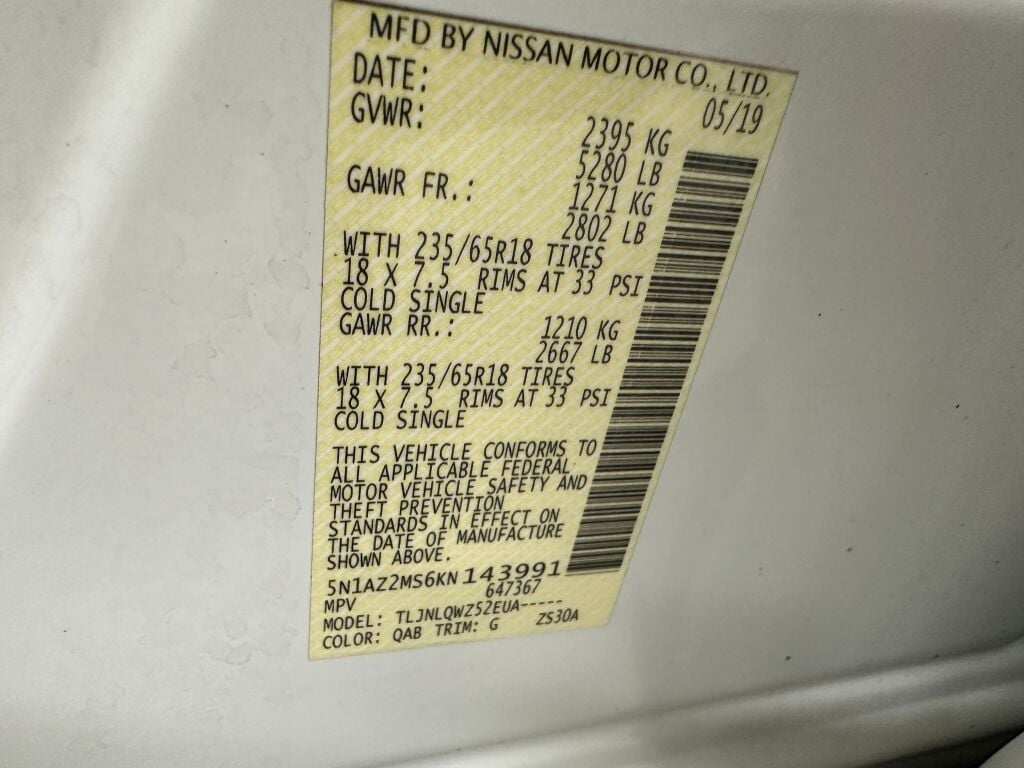 MFD BY NISSAN MOTOR CO., LTD.
DATE: 05/19
GVWR: 2395 KG
5280 LB
GAWR FR.: 1271 KG
2802 LB
WITH 235/65R18 TIRES
18 X 7.5 RIMS AT 33 PSI
COLD SINGLE
GAWR RR.: 1210 KG
2667 LB
WITH 235/65R18 TIRES
18 X 7.5 RIMS AT 33 PSI
COLD SINGLE
THIS VEHICLE CONFORMS TO
ALL APPLICABLE FEDERAL
MOTOR VEHICLE SAFETY AND
THEFT PREVENTION
STANDARDS IN EFFECT ON
THE DATE OF MANUFACTURE
SHOWN ABOVE.
5N1AZ2MS6KN143991
MPV 647367
MODEL: TLJNLQWZ52EUA-----
COLOR: QAB TRIM: G ZS30A